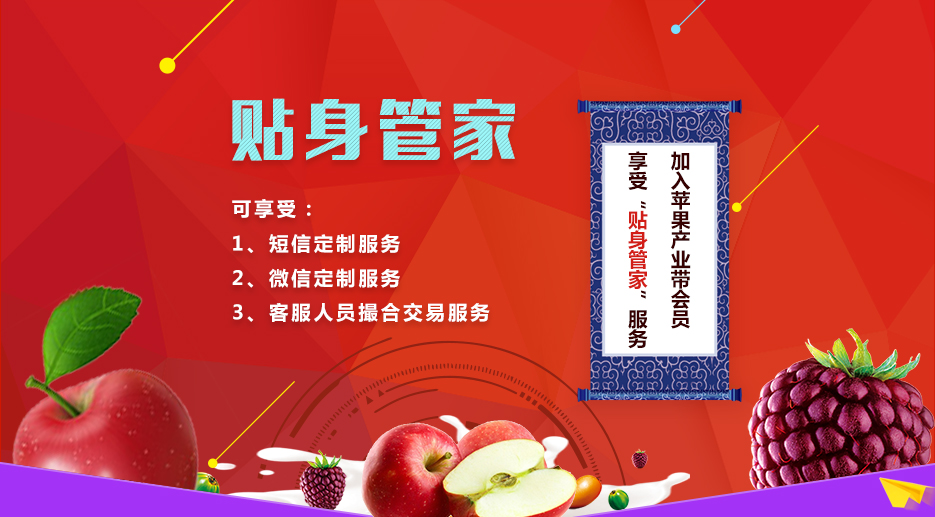 贴身管家
可享受：
1、短信定制服务
2、微信定制服务
3、客服人员撮合交易服务
加入苹果产业带会员
享受“贴身管家”服务